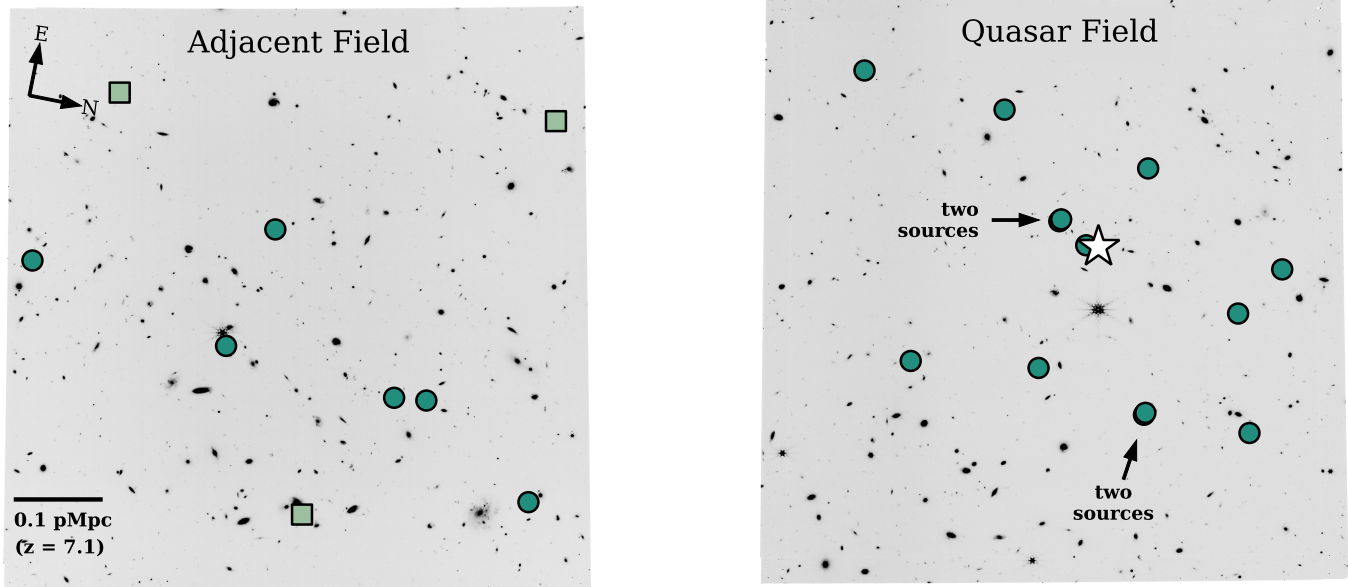 Adjacent Field
E
N
0.1 pMpc
(z = 7.1)
Quasar Field
two
sources
two
sources